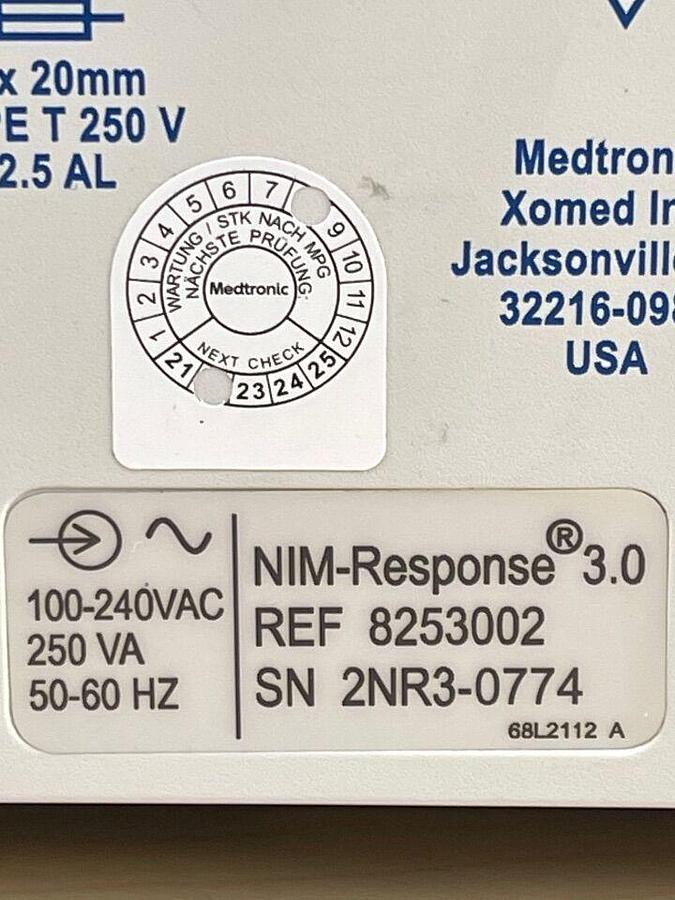 x 20mm
PE T 250 V
2.5 AL
Medtron
Xomed In
Jacksonville
32216-098
USA
1 2 3 4 5 6 7 9 10 11 12
WARTUNG / STK NACH MPG
NÄCHSTE PRÜFUNG:
Medtronic
NEXT CHECK
21 23 24 25
100-240VAC
250 VA
50-60 HZ
NIM-Response® 3.0
REF 8253002
SN 2NR3-0774
68L2112 A